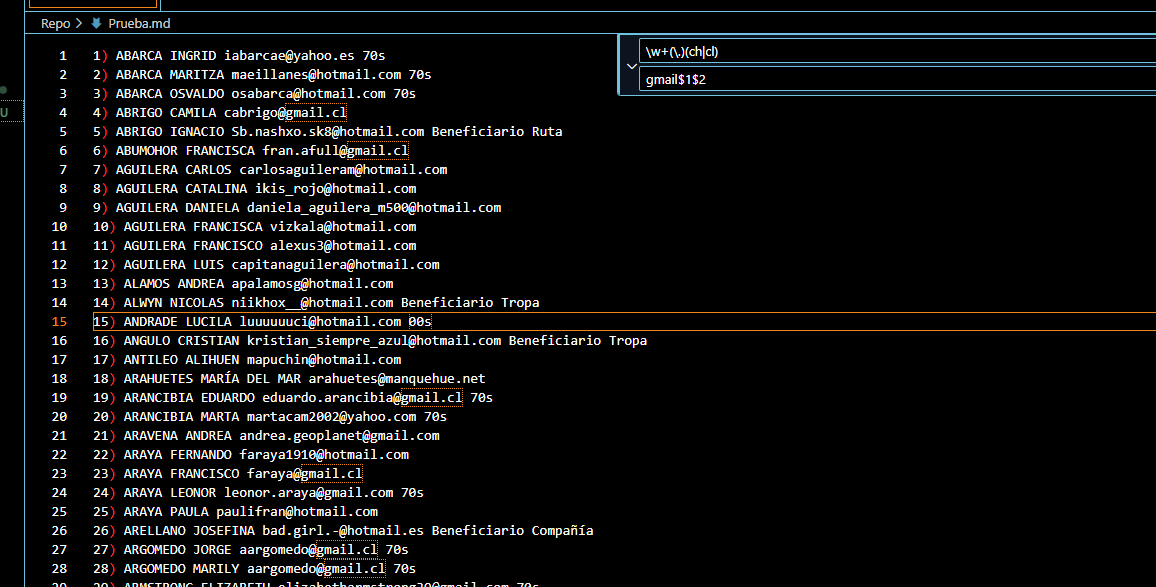 Repo > Prueba.md
\w+(\.)(ch|cl)
gmail$1$2
U
1 1) ABARCA INGRID iabarcae@yahoo.es 70s
2 2) ABARCA MARITZA maeillanes@hotmail.com 70s
3 3) ABARCA OSVALDO osabarca@hotmail.com 70s
4 4) ABRIGO CAMILA cabrigo@gmail.cl
5 5) ABRIGO IGNACIO Sb.nashxo.sk8@hotmail.com Beneficiario Ruta
6 6) ABUMOHOR FRANCISCA fran.afull@gmail.cl
7 7) AGUILERA CARLOS carlosaguileram@hotmail.com
8 8) AGUILERA CATALINA ikis_rojo@hotmail.com
9 9) AGUILERA DANIELA daniela_aguilera_m500@hotmail.com
10 10) AGUILERA FRANCISCA vizkala@hotmail.com
11 11) AGUILERA FRANCISCO alexus3@hotmail.com
12 12) AGUILERA LUIS capitanaguilera@hotmail.com
13 13) ALAMOS ANDREA apalamosg@hotmail.com
14 14) ALWYN NICOLAS niikhox__@hotmail.com Beneficiario Tropa
15 15) ANDRADE LUCILA luuuuuuci@hotmail.com 00s
16 16) ANGULO CRISTIAN kristian_siempre_azul@hotmail.com Beneficiario Tropa
17 17) ANTILEO ALIHUEN mapuchin@hotmail.com
18 18) ARAHUETES MARÍA DEL MAR arahuetes@manquehue.net
19 19) ARANCIBIA EDUARDO eduardo.arancibia@gmail.cl 70s
20 20) ARANCIBIA MARTA martacam2002@yahoo.com 70s
21 21) ARAVENA ANDREA andrea.geoplanet@gmail.com
22 22) ARAYA FERNANDO faraya1910@hotmail.com
23 23) ARAYA FRANCISCO faraya@gmail.cl
24 24) ARAYA LEONOR leonor.araya@gmail.com 70s
25 25) ARAYA PAULA paulifran@hotmail.com
26 26) ARELLANO JOSEFINA bad.girl.-@hotmail.es Beneficiario Compañía
27 27) ARGOMEDO JORGE aargomedo@gmail.cl 70s
28 28) ARGOMEDO MARILY aargomedo@gmail.cl 70s
29 29) ARMSTRONG ELIZABETH